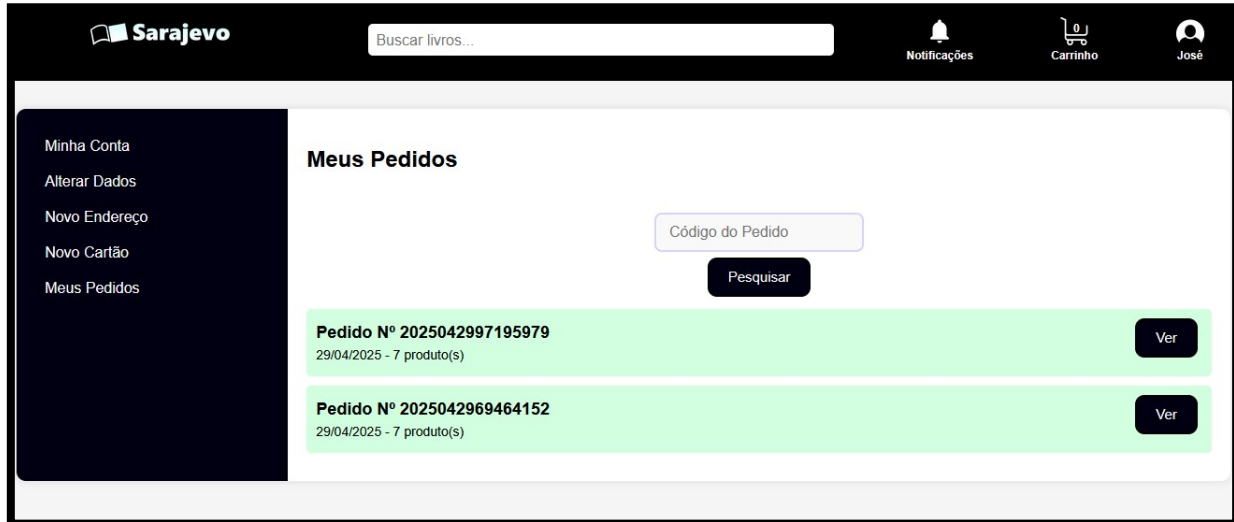 Sarajevo
Buscar livros...
Notificações
0
Carrinho
José
Minha Conta
Alterar Dados
Novo Endereço
Novo Cartão
Meus Pedidos
Meus Pedidos
Código do Pedido
Pesquisar
Pedido Nº 2025042997195979
29/04/2025 - 7 produto(s)
Ver
Pedido Nº 2025042969464152
29/04/2025 - 7 produto(s)
Ver